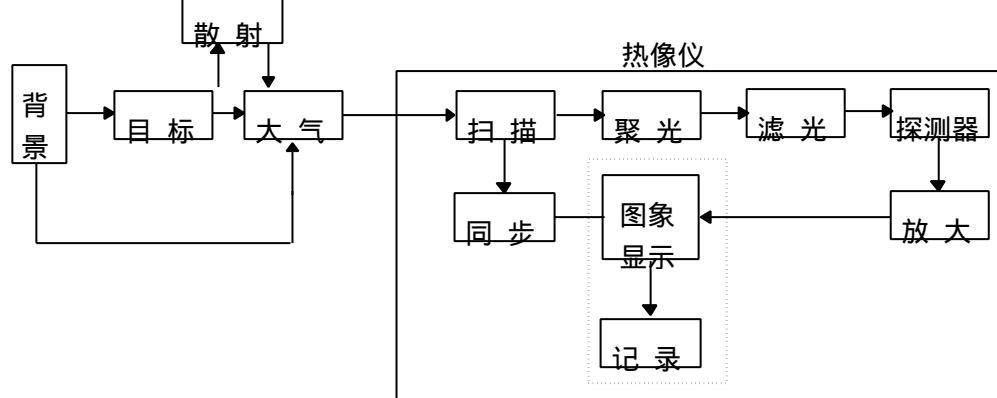 散 射
热像仪
背
景
目 标
大 气
扫 描
聚 光
滤 光
探测器
同 步
图象
显示
放 大
记 录